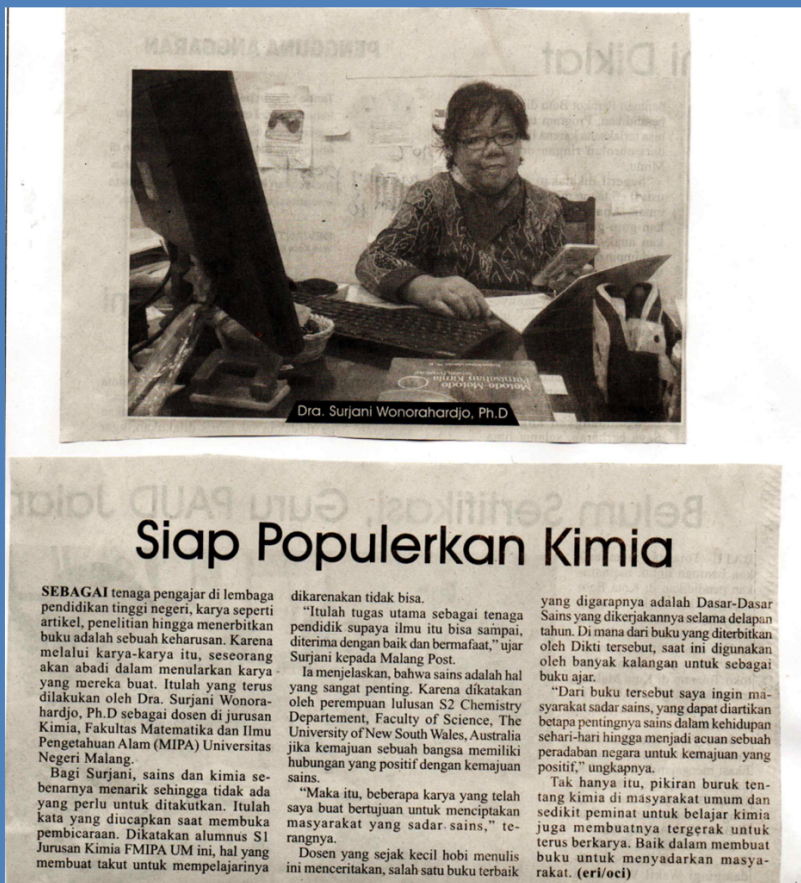 PENGGUNA ANGGARAN
Metode-Metode
Pemisahan Kimia
Dra. Surjani Wonorahardjo, Ph.D
Belum Sertifikasi, Guru PAUD Jalan
Siap Populerkan Kimia
SEBAGAI tenaga pengajar di lembaga
pendidikan tinggi negeri, karya seperti
artikel, penelitian hingga menerbitkan
buku adalah sebuah keharusan. Karena
melalui karya-karya itu, seseorang
akan abadi dalam menularkan karya
yang mereka buat. Itulah yang terus
dilakukan oleh Dra. Surjani Wonora-
hardjo, Ph.D sebagai dosen di jurusan
Kimia, Fakultas Matematika dan Ilmu
Pengetahuan Alam (MIPA) Universitas
Negeri Malang.
Bagi Surjani, sains dan kimia se-
benarnya menarik sehingga tidak ada
yang perlu untuk ditakutkan. Itulah
kata yang diucapkan saat membuka
pembicaraan. Dikatakan alumnus S1
Jurusan Kimia FMIPA UM ini, hal yang
membuat takut untuk mempelajarinya
dikarenakan tidak bisa.
"Itulah tugas utama sebagai tenaga
pendidik supaya ilmu itu bisa sampai,
diterima dengan baik dan bermafaat," ujar
Surjani kepada Malang Post.
Ia menjelaskan, bahwa sains adalah hal
yang sangat penting. Karena dikatakan
oleh perempuan lulusan S2 Chemistry
Departement, Faculty of Science, The
University of New South Wales, Australia
jika kemajuan sebuah bangsa memiliki
hubungan yang positif dengan kemajuan
sains.
"Maka itu, beberapa karya yang telah
saya buat bertujuan untuk menciptakan
masyarakat yang sadar sains," te-
rangnya.
Dosen yang sejak kecil hobi menulis
ini menceritakan, salah satu buku terbaik
yang digarapnya adalah Dasar-Dasar
Sains yang dikerjakannya selama delapan
tahun. Di mana dari buku yang diterbitkan
oleh Dikti tersebut, saat ini digunakan
oleh banyak kalangan untuk sebagai
buku ajar.
"Dari buku tersebut saya ingin ma-
syarakat sadar sains, yang dapat diartikan
betapa pentingnya sains dalam kehidupan
sehari-hari hingga menjadi acuan sebuah
peradaban negara untuk kemajuan yang
positif," ungkapnya.
Tak hanya itu, pikiran buruk ten-
tang kimia di masyarakat umum dan
sedikit peminat untuk belajar kimia
juga membuatnya tergerak untuk
terus berkarya. Baik dalam membuat
buku untuk menyadarkan masya-
rakat. (eri/oci)